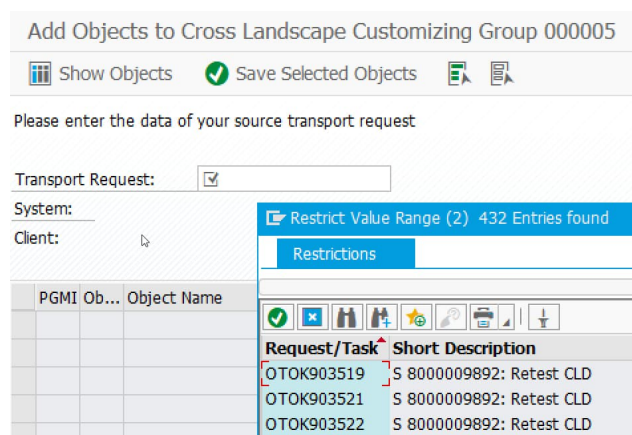 Add Objects to Cross Landscape Customizing Group 000005
Show Objects Save Selected Objects
Please enter the data of your source transport request
Transport Request:
System:
Client:
Restrict Value Range (2) 432 Entries found
Restrictions
PGMI Ob... Object Name
Request/Task Short Description
OTOK903519 S 8000009892: Retest CLD
OTOK903521 S 8000009892: Retest CLD
OTOK903522 S 8000009892: Retest CLD